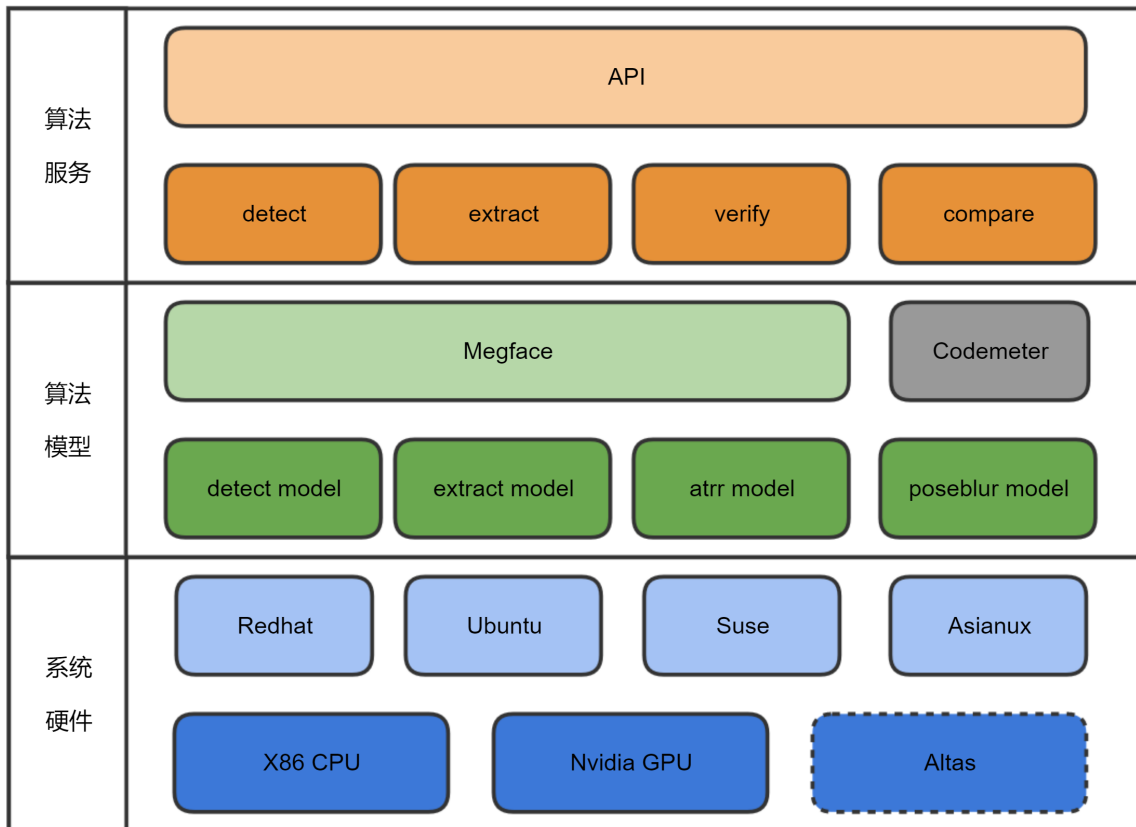 算法
服务
API
detect
extract
verify
compare
算法
模型
Megface
Codemeter
detect model
extract model
atrr model
poseblur model
系统
硬件
Redhat
Ubuntu
Suse
Asianux
X86 CPU
Nvidia GPU
Altas